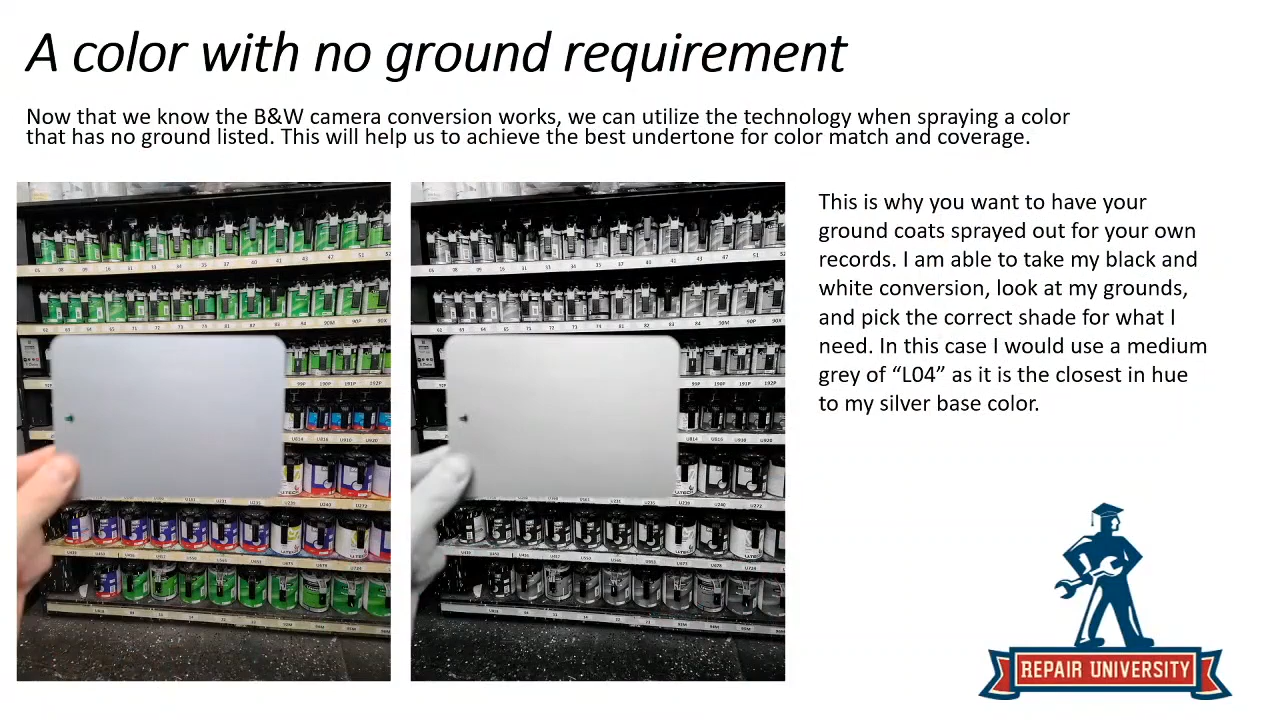 A color with no ground requirement
Now that we know the B&W camera conversion works, we can utilize the technology when spraying a color
that has no ground listed. This will help us to achieve the best undertone for color match and coverage.
This is why you want to have your
ground coats sprayed out for your own
records. I am able to take my black and
white conversion, look at my grounds,
and pick the correct shade for what I
need. In this case I would use a medium
grey of “L04” as it is the closest in hue
to my silver base color.
REPAIR UNIVERSITY